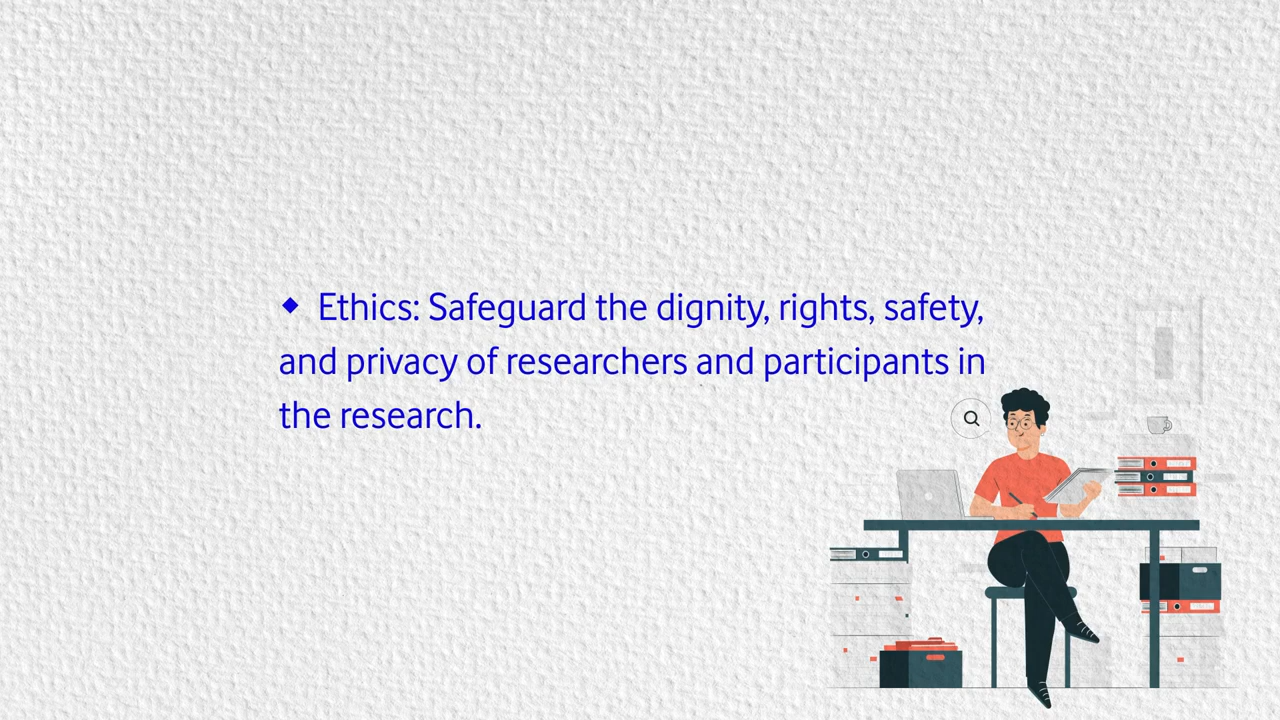 ◆ Ethics: Safeguard the dignity, rights, safety,
and privacy of researchers and participants in
the research.